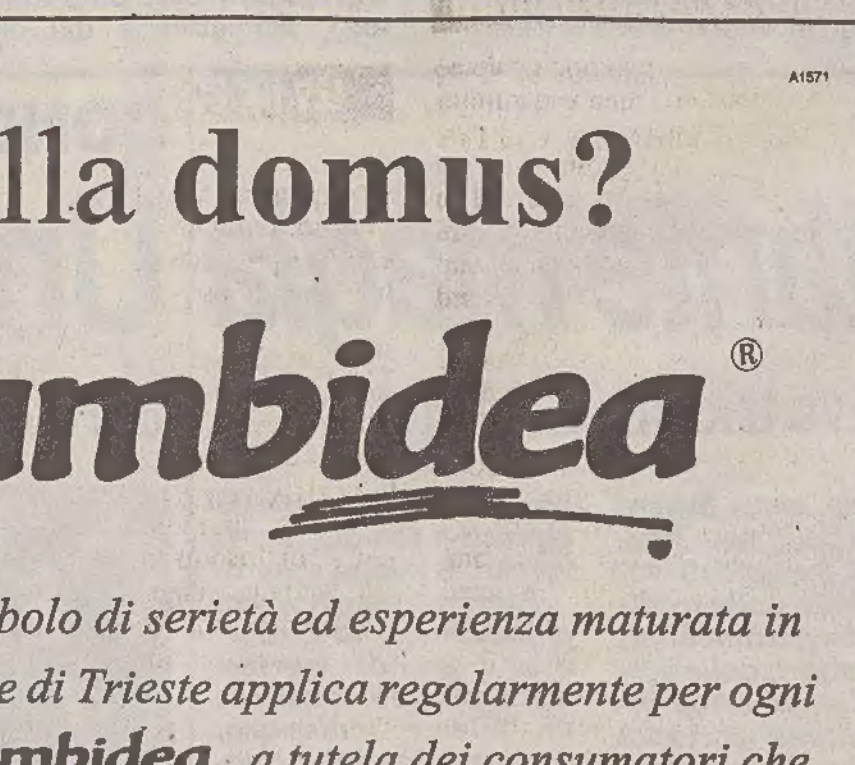 A1571
lla domus?
ambidea ®
bolo di serietà ed esperienza maturata in
e di Trieste applica regolarmente per ogni
mbidea a tutela dei consumatori che